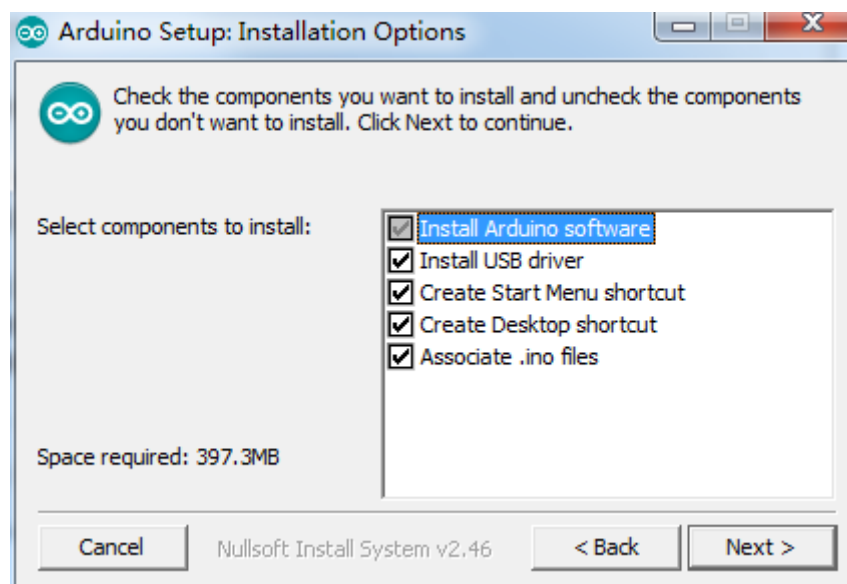 Arduino Setup: Installation Options
Check the components you want to install and uncheck the components
you don't want to install. Click Next to continue.
Select components to install:
Install Arduino software
Install USB driver
Create Start Menu shortcut
Create Desktop shortcut
Associate .ino files
Space required: 397.3MB
Cancel
Nullsoft Install System v2.46
< Back
Next >